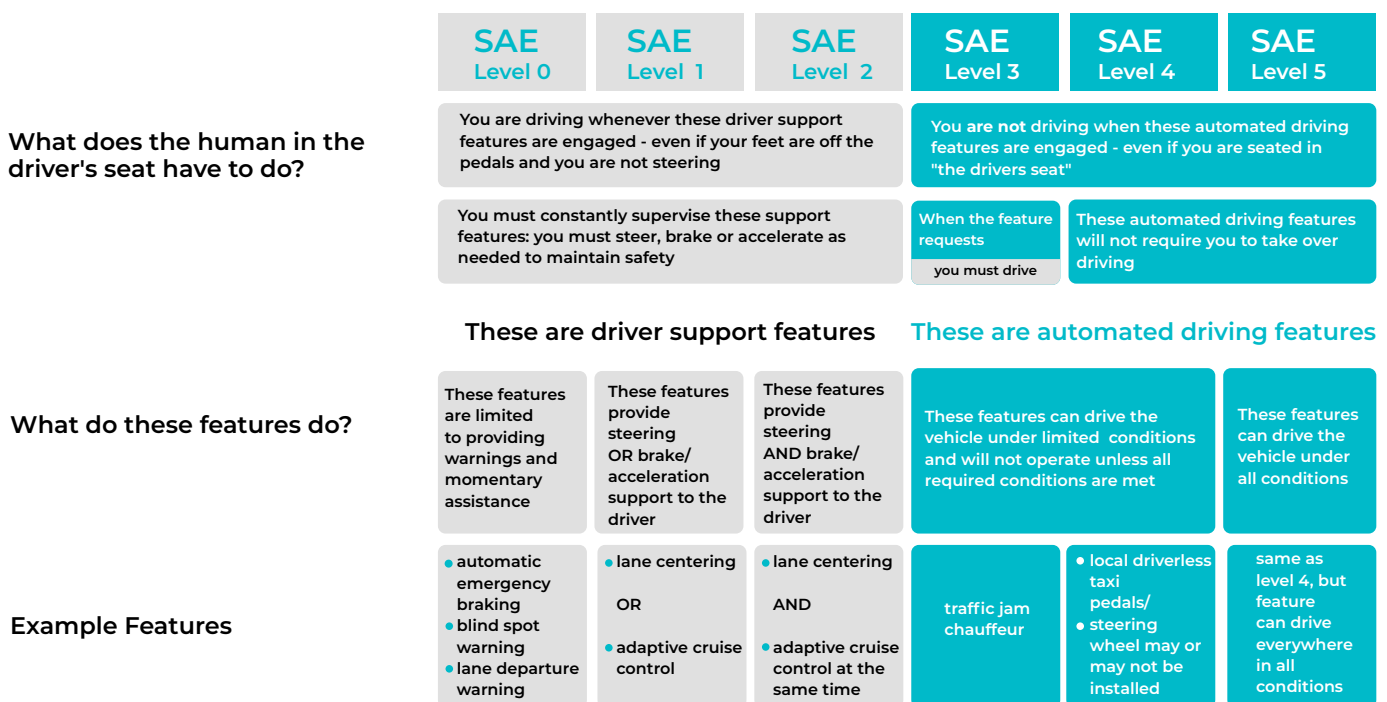 SAE
Level 0
SAE
Level 1
SAE
Level 2
SAE
Level 3
SAE
Level 4
SAE
Level 5
What does the human in the
driver's seat have to do?
You are driving whenever these driver support
features are engaged - even if your feet are off the
pedals and you are not steering
You are not driving when these automated driving
features are engaged - even if you are seated in
"the drivers seat"
You must constantly supervise these support
features: you must steer, brake or accelerate as
needed to maintain safety
When the feature
requests
you must drive
These automated driving features
will not require you to take over
driving
These are driver support features
These are automated driving features
What do these features do?
These features
are limited
to providing
warnings and
momentary
assistance
These features
provide
steering
OR brake/
acceleration
support to the
driver
These features
provide
steering
AND brake/
acceleration
support to the
driver
These features can drive the
vehicle under limited conditions
and will not operate unless all
required conditions are met
These features
can drive the
vehicle under
all conditions
Example Features
• automatic
emergency
braking
• blind spot
warning
• lane departure
warning
• lane centering
OR
• adaptive cruise
control
• lane centering
AND
• adaptive cruise
control at the
same time
traffic jam
chauffeur
• local driverless
taxi
pedals/
• steering
wheel may or
may not be
installed
same as
level 4, but
feature
can drive
everywhere
in all
conditions